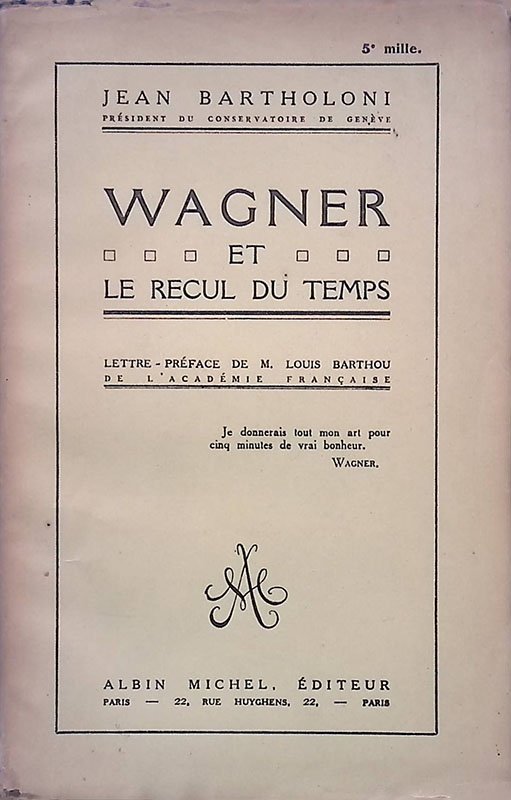 5e mille.
JEAN BARTHOLONI
PRÉSIDENT DU CONSERVATOIRE DE GENÈVE
WAGNER
ET
LE RECUL DU TEMPS
LETTRE-PRÉFACE DE M. LOUIS BARTHOU
DE L'ACADÉMIE FRANÇAISE
Je donnerais tout mon art pour
cinq minutes de vrai bonheur.
WAGNER.
AM
ALBIN MICHEL, ÉDITEUR
PARIS — 22, RUE HUYGHENS, 22, — PARIS